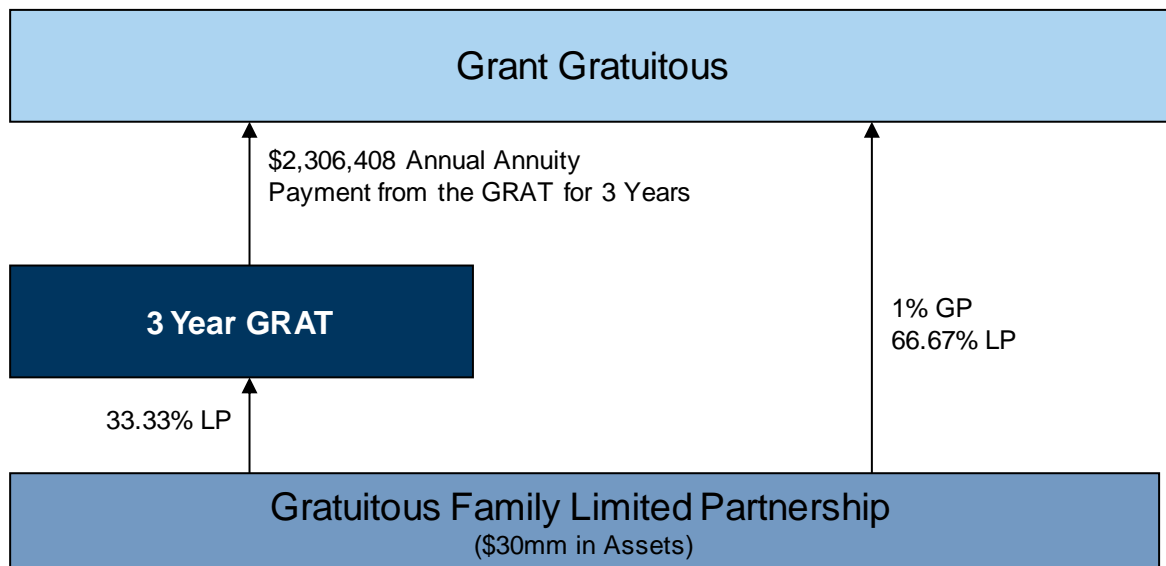 Grant Gratuitous
$2,306,408 Annual Annuity
Payment from the GRAT for 3 Years
3 Year GRAT
1% GP
66.67% LP
33.33% LP
Gratuitous Family Limited Partnership
($30mm in Assets)